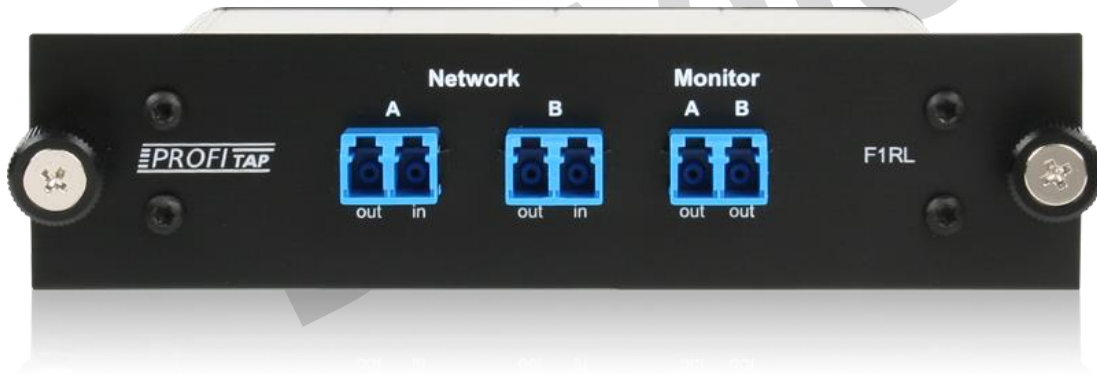 Network Monitor
A B A B
PROFITAP F1RL
out in out in out out